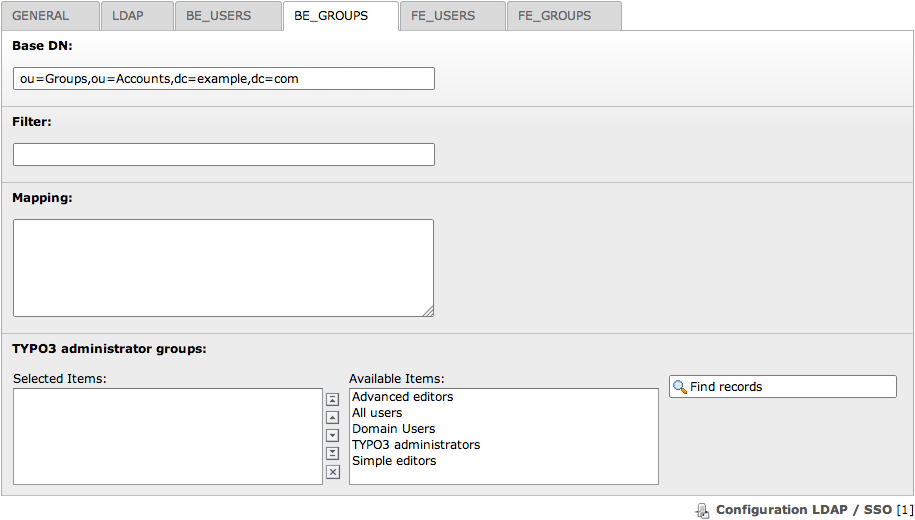 GENERAL LDAP BE_USERS BE_GROUPS FE_USERS FE_GROUPS
Base DN:
ou=Groups,ou=Accounts,dc=example,dc=com
Filter:
Mapping:
TYPO3 administrator groups:
Selected Items: Available Items:
Find records
Advanced editors
All users
Domain Users
TYPO3 administrators
Simple editors
Configuration LDAP / SSO [1]